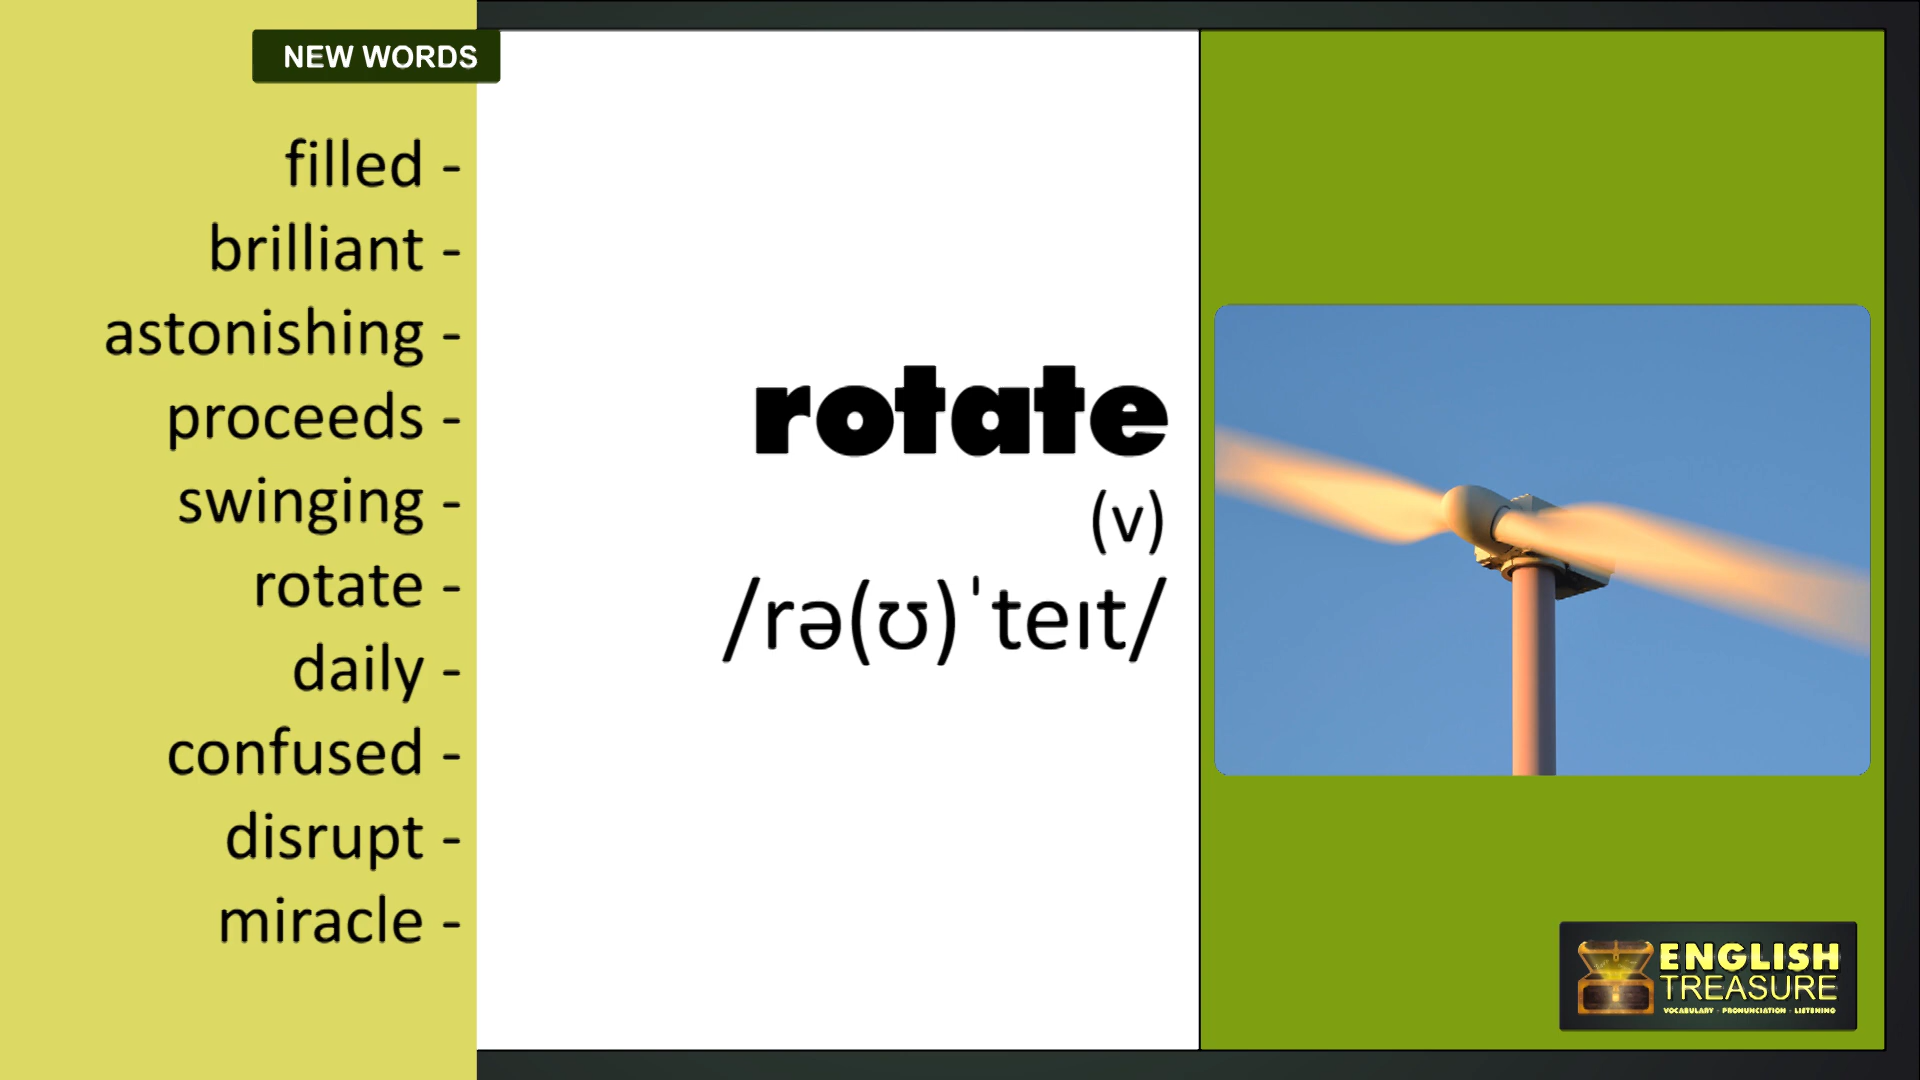 NEW WORDS
filled -
brilliant -
astonishing -
proceeds -
swinging -
rotate -
daily -
confused -
disrupt -
miracle -
rotate
(v)
/rə(ʊ)ˈteɪt/
ENGLISH
TREASURE
VOCABULARY - PRONUNCIATION - LISTENING